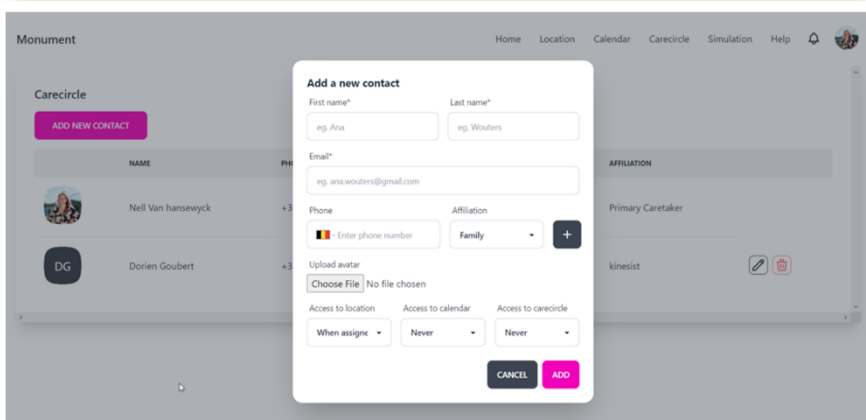 Monument
Home Location Calendar Carecircle Simulation Help
Carecircle
ADD NEW CONTACT
NAME PH AFFILIATION
Nell Van hansewyck +3 Primary Caretaker
DG Dorien Goubert +3 kinesist
Add a new contact
First name* Last name*
eg. Ana eg. Wouters
Email*
eg. ana.wouters@gmail.com
Phone Affiliation
- Enter phone number Family +
Upload avatar
Choose File No file chosen
Access to location Access to calendar Access to carecircle
When assigne Never Never
CANCEL ADD